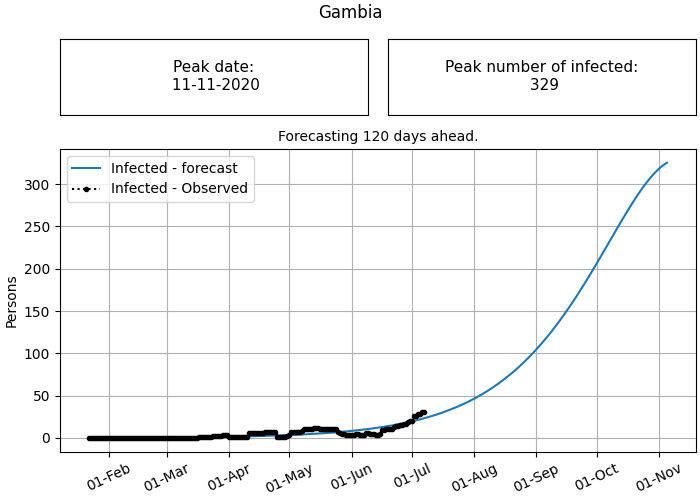 Gambia
Peak date:
11-11-2020
Peak number of infected:
329
Forecasting 120 days ahead.
Infected - forecast
Infected - Observed
Persons
300
250
200
150
100
50
0
01-Feb
01-Mar
01-Apr
01-May
01-Jun
01-Jul
01-Aug
01-Sep
01-Oct
01-Nov